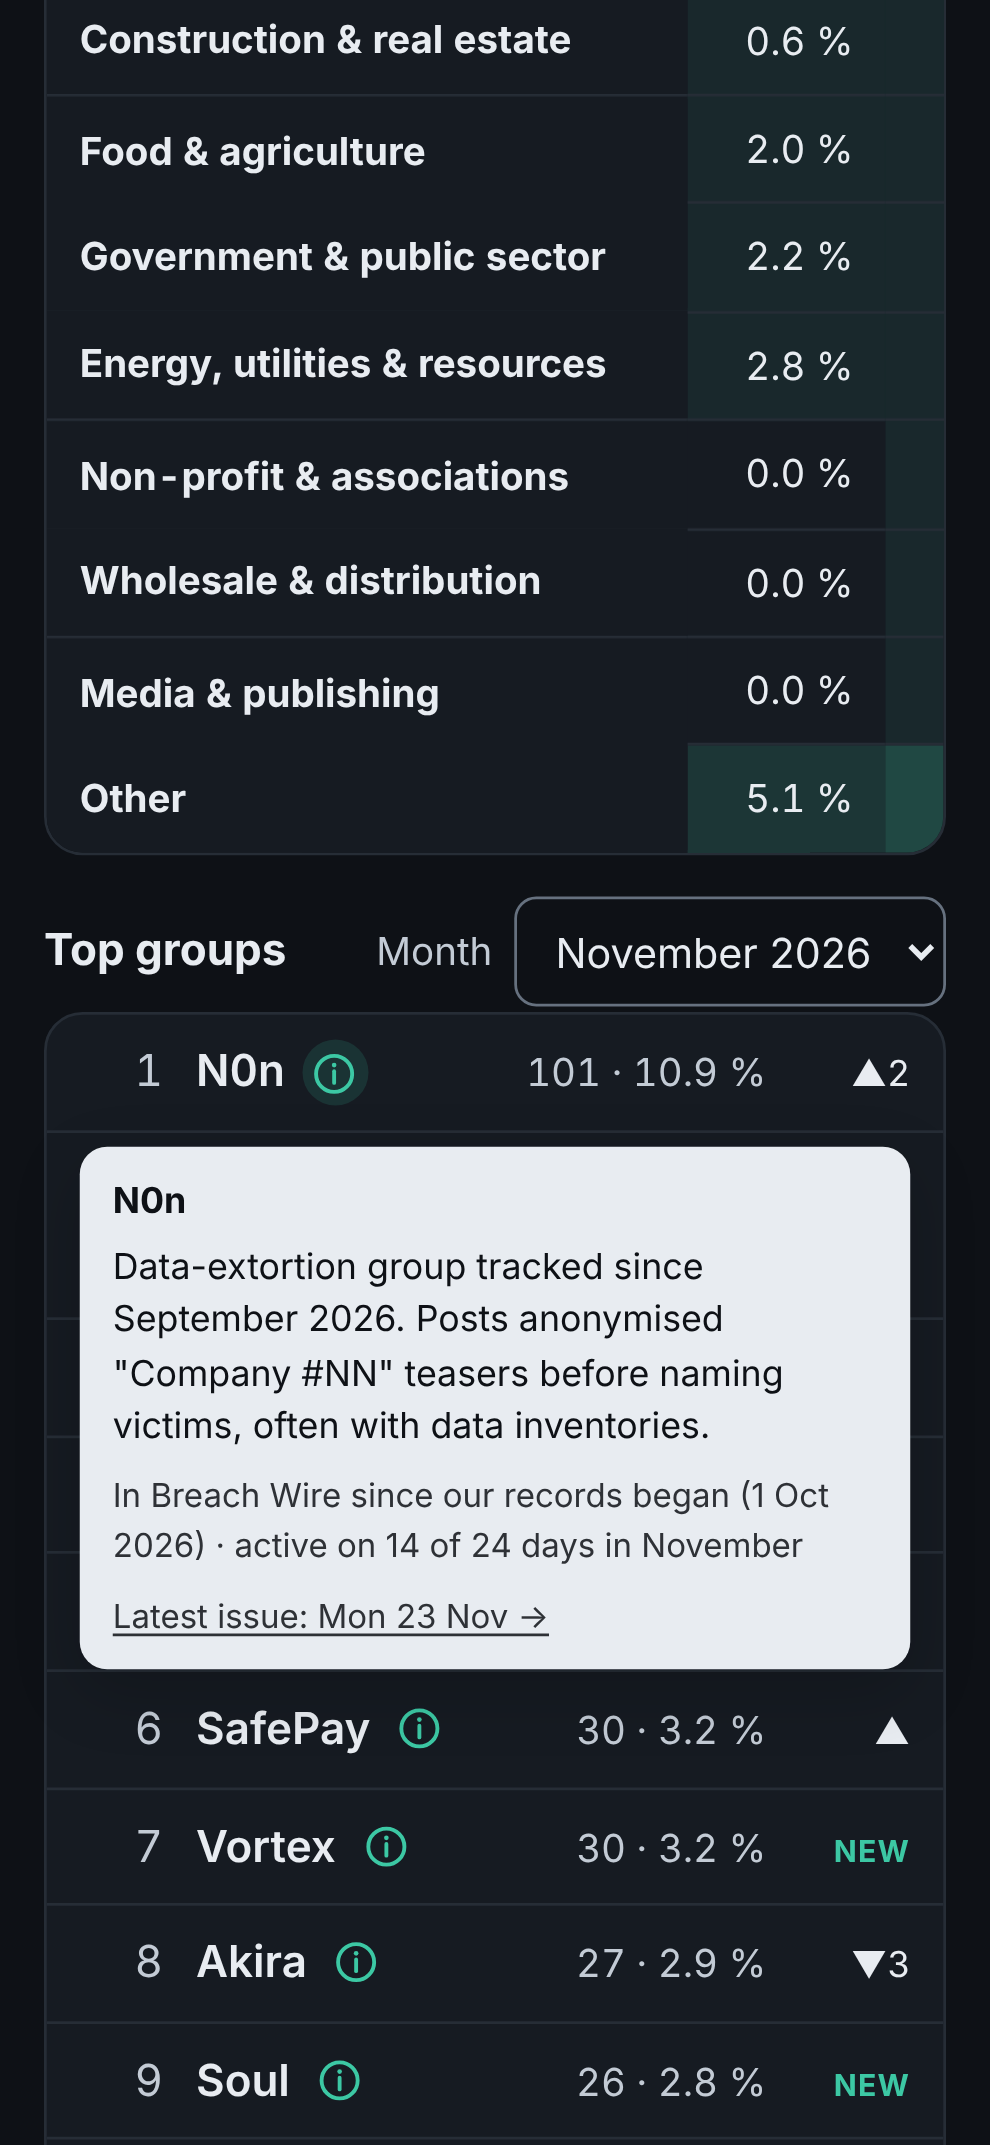 Construction & real estate 0.6 %
Food & agriculture 2.0 %
Government & public sector 2.2 %
Energy, utilities & resources 2.8 %
Non-profit & associations 0.0 %
Wholesale & distribution 0.0 %
Media & publishing 0.0 %
Other 5.1 %
Top groups Month November 2026
1 N0n 101 · 10.9 % ▲2
N0n
Data-extortion group tracked since
September 2026. Posts anonymised
"Company #NN" teasers before naming
victims, often with data inventories.
In Breach Wire since our records began (1 Oct
2026) · active on 14 of 24 days in November
Latest issue: Mon 23 Nov →
6 SafePay 30 · 3.2 % ▲
7 Vortex 30 · 3.2 % NEW
8 Akira 27 · 2.9 % ▼3
9 Soul 26 · 2.8 % NEW